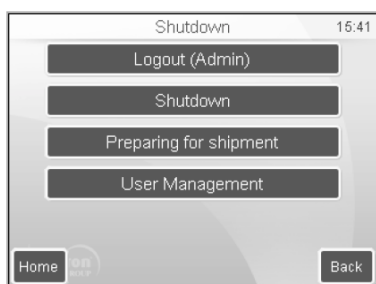 Shutdown 15:41
Logout (Admin)
Shutdown
Preparing for shipment
User Management
Home Back